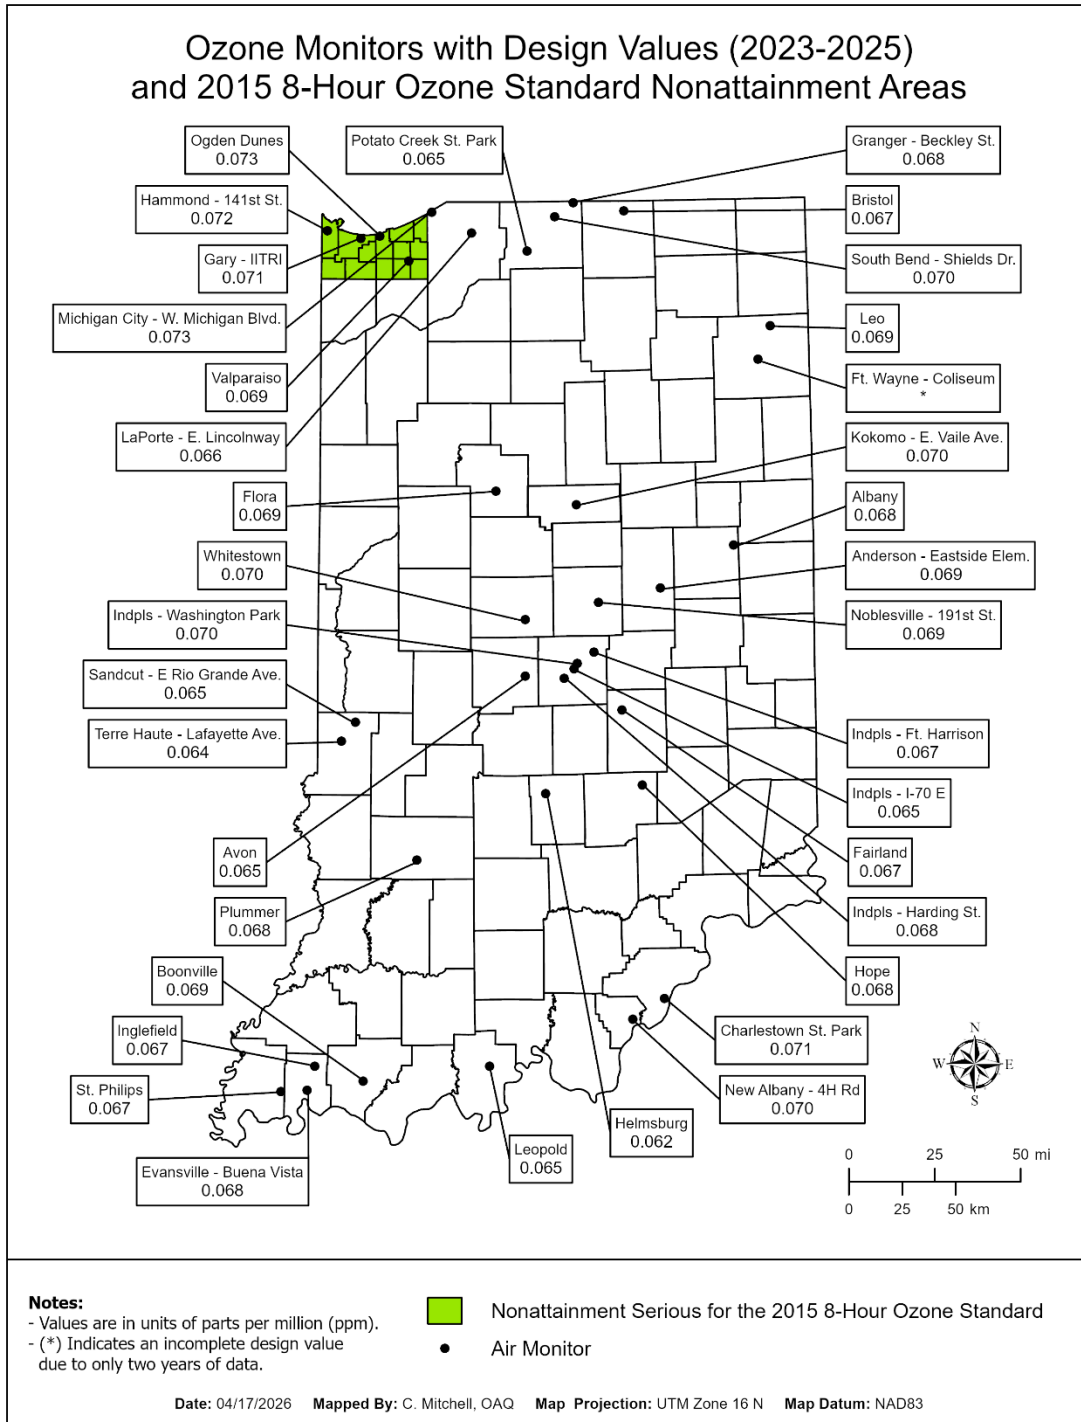 Ozone Monitors with Design Values (2023-2025)
and 2015 8-Hour Ozone Standard Nonattainment Areas
Ogden Dunes
0.073
Potato Creek St. Park
0.065
Granger - Beckley St.
0.068
Hammond - 141st St.
0.072
Bristol
0.067
Gary - IITRI
0.071
South Bend - Shields Dr.
0.070
Michigan City - W. Michigan Blvd.
0.073
Leo
0.069
Valparaiso
0.069
Ft. Wayne - Coliseum
*
LaPorte - E. Lincolnway
0.066
Kokomo - E. Vaile Ave.
0.070
Flora
0.069
Albany
0.068
Whitestown
0.070
Anderson - Eastside Elem.
0.069
Indpls - Washington Park
0.070
Noblesville - 191st St.
0.069
Sandcut - E Rio Grande Ave.
0.065
Terre Haute - Lafayette Ave.
0.064
Indpls - Ft. Harrison
0.067
Indpls - I-70 E
0.065
Avon
0.065
Fairland
0.067
Plummer
0.068
Indpls - Harding St.
0.068
Boonville
0.069
Hope
0.068
Inglefield
0.067
Charlestown St. Park
0.071
St. Philips
0.067
New Albany - 4H Rd
0.070
Helmsburg
0.062
Leopold
0.065
Evansville - Buena Vista
0.068
N
W E
S
0 25 50 mi
0 25 50 km
Notes:
- Values are in units of parts per million (ppm).
- (*) Indicates an incomplete design value
due to only two years of data.
Nonattainment Serious for the 2015 8-Hour Ozone Standard
Air Monitor
Date: 04/17/2026 Mapped By: C. Mitchell, OAQ Map Projection: UTM Zone 16 N Map Datum: NAD83